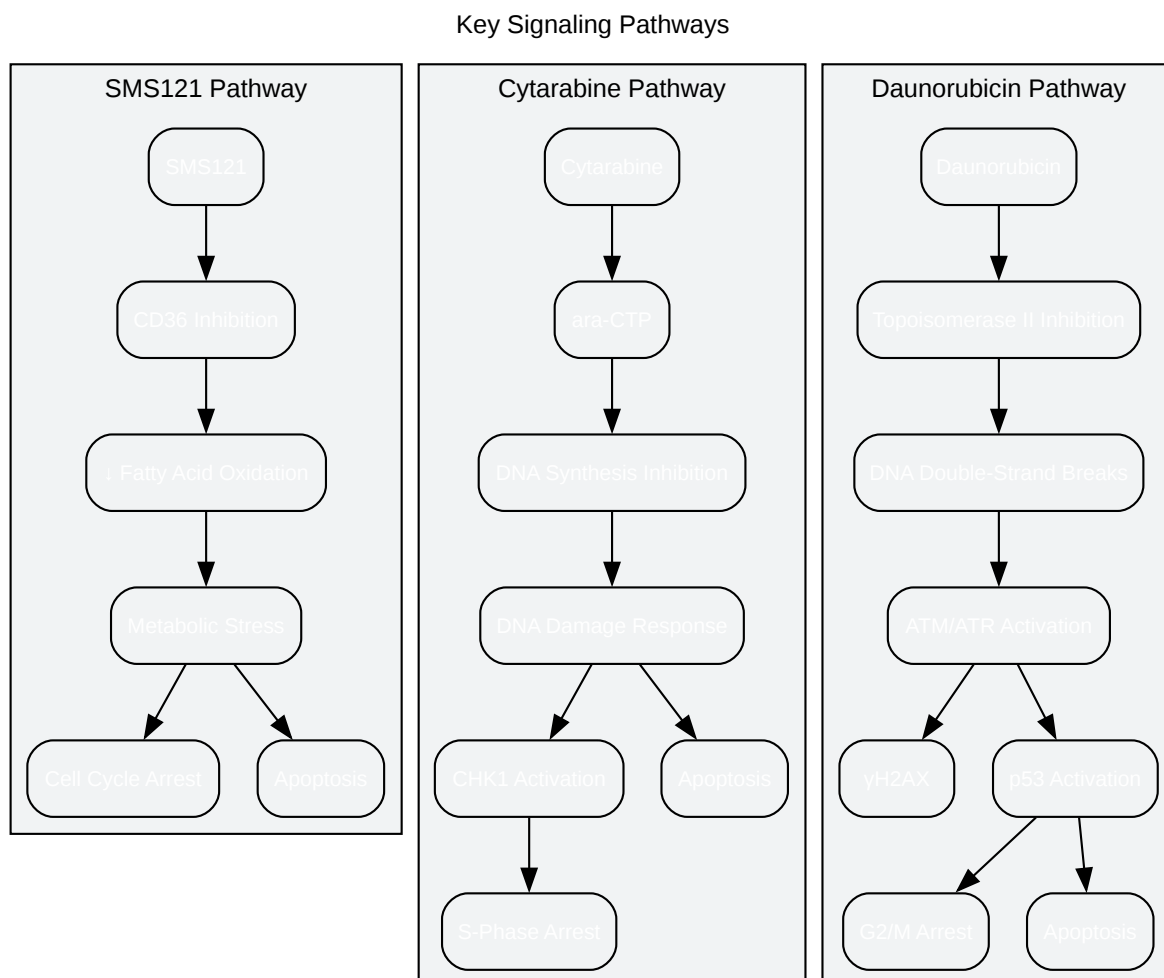 Key Signaling Pathways
SMS121 Pathway
SMS121
CD36 Inhibition
↓ Fatty Acid Oxidation
Metabolic Stress
Cell Cycle Arrest
Apoptosis
Cytarabine Pathway
Cytarabine
ara-CTP
DNA Synthesis Inhibition
DNA Damage Response
CHK1 Activation
Apoptosis
S-Phase Arrest
Daunorubicin Pathway
Daunorubicin
Topoisomerase II Inhibition
DNA Double-Strand Breaks
ATM/ATR Activation
γH2AX
p53 Activation
G2/M Arrest
Apoptosis